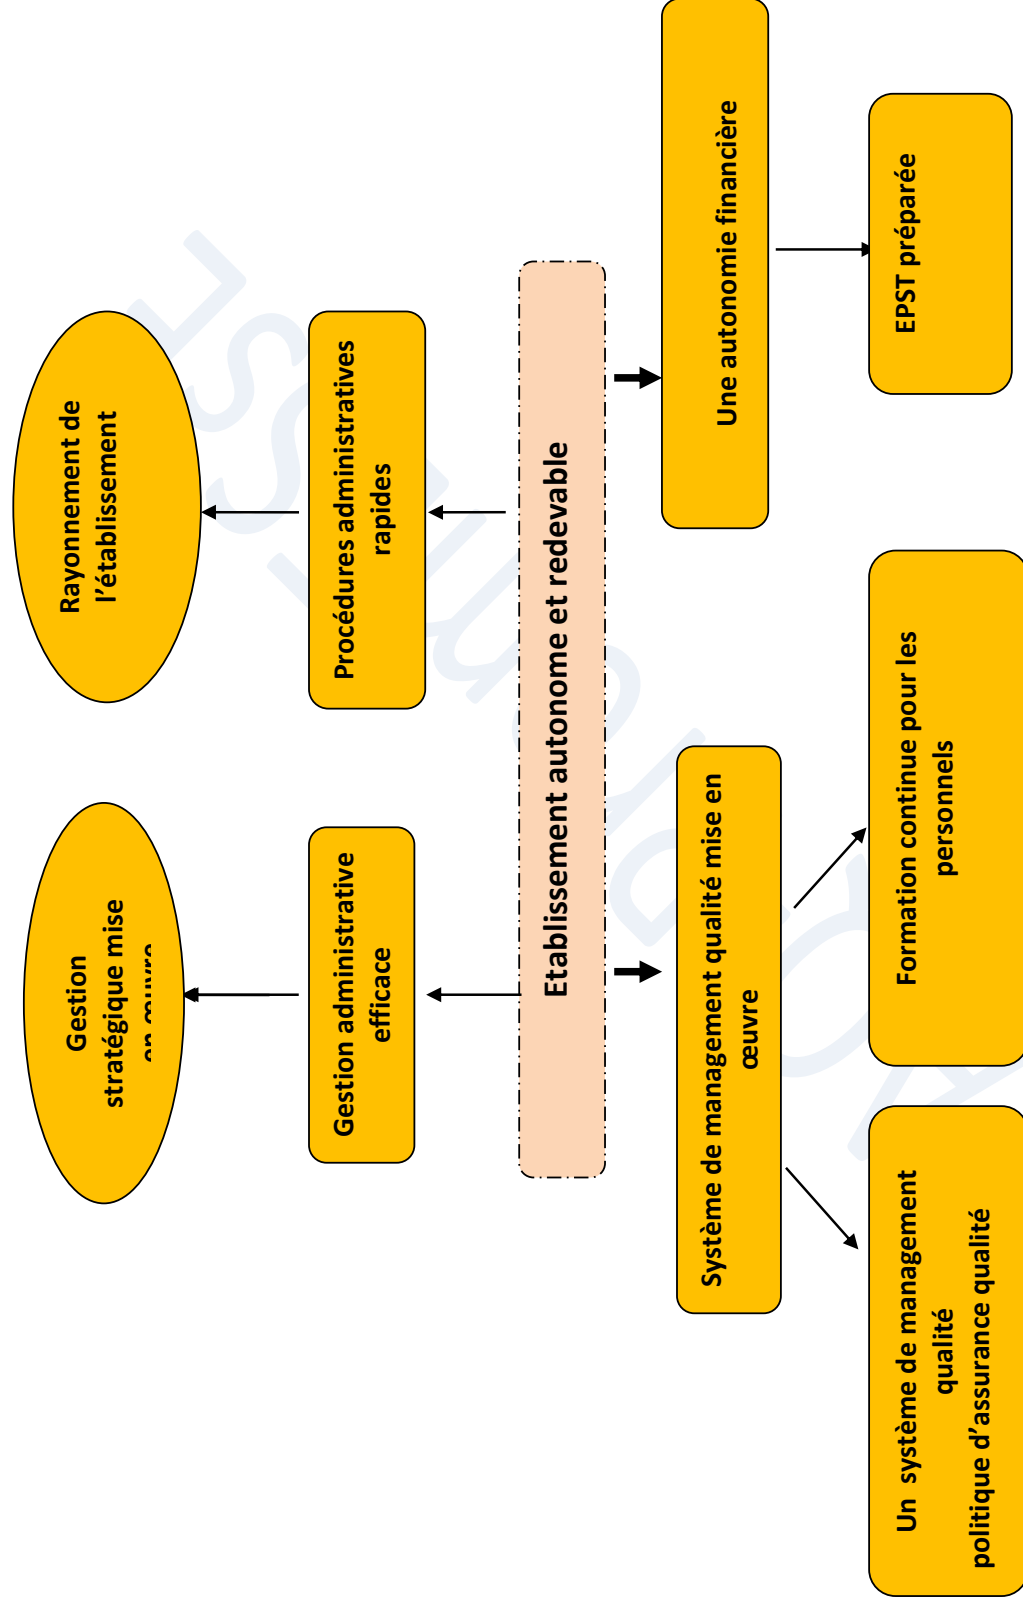 Gestion
stratégique mise
en œuvre
Rayonnement de
l’établissement
Gestion administrative
efficace
Procédures administratives
rapides
Etablissement autonome et redevable
Système de management qualité mise en
œuvre
Une autonomie financière
Un système de management
qualité
politique d’assurance qualité
Formation continue pour les
personnels
EPST préparée